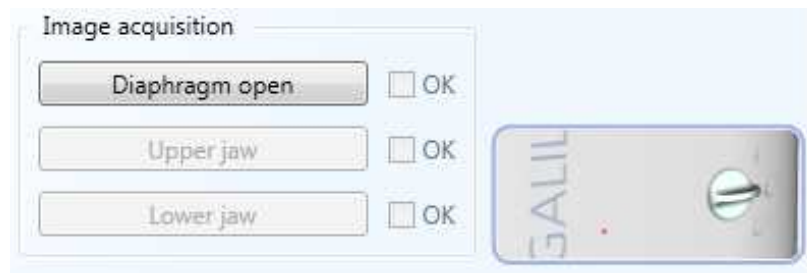 Image acquisition
Diaphragm open OK
Upper jaw OK
Lower jaw OK
GALIL